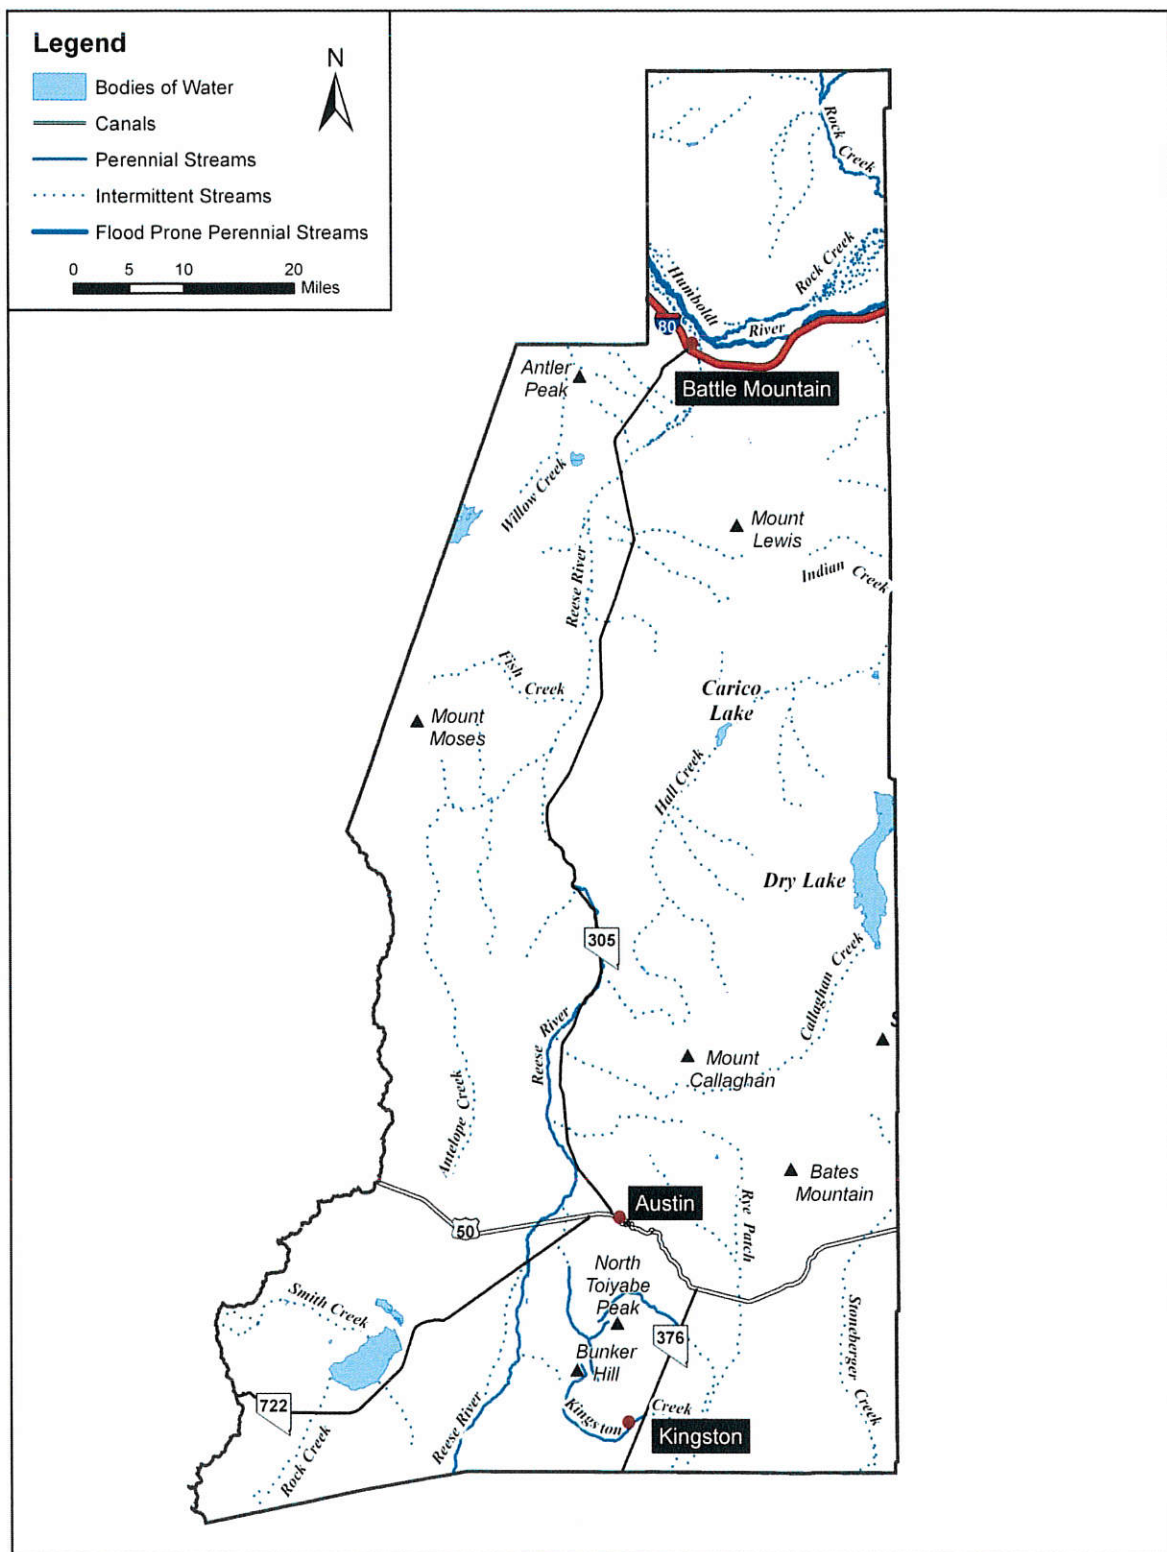 Legend
N
Bodies of Water
Canals
Perennial Streams
Intermittent Streams
Flood Prone Perennial Streams
0 5 10 20
Miles
Rock
Creek
Rock Creek
Humboldt
River
80
Battle Mountain
Antler
Peak
Willow Creek
Mount
Lewis
Indian Creek
Reese River
Fish
Creek
Carico
Lake
Mount
Moses
Hall Creek
Dry Lake
305
Callaghan Creek
Reese River
Mount
Callaghan
Antelope Creek
Bates
Mountain
Austin
Rye Patch
50
North
Toiyabe
Peak
Smith Creek
Stoneberger Creek
376
Bunker
Hill
722
Reese River
Kingston
Creek
Kingston
Rock Creek